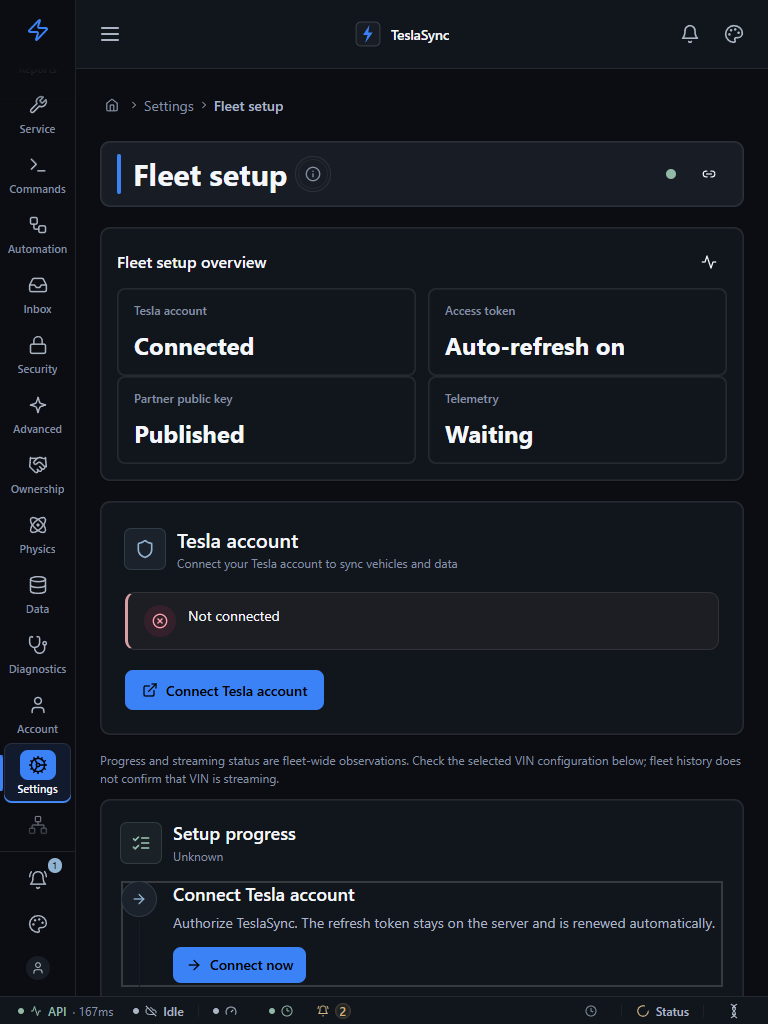 TeslaSync
Reports
Service
Commands
Automation
Inbox
Security
Advanced
Ownership
Physics
Data
Diagnostics
Account
Settings
1
Settings
Fleet setup
Fleet setup
Fleet setup overview
Tesla account
Connected
Access token
Auto-refresh on
Partner public key
Published
Telemetry
Waiting
Tesla account
Connect your Tesla account to sync vehicles and data
Not connected
Connect Tesla account
Progress and streaming status are fleet-wide observations. Check the selected VIN configuration below; fleet history does
not confirm that VIN is streaming.
Setup progress
Unknown
Connect Tesla account
Authorize TeslaSync. The refresh token stays on the server and is renewed automatically.
Connect now
API · 167ms
Idle
2
Status